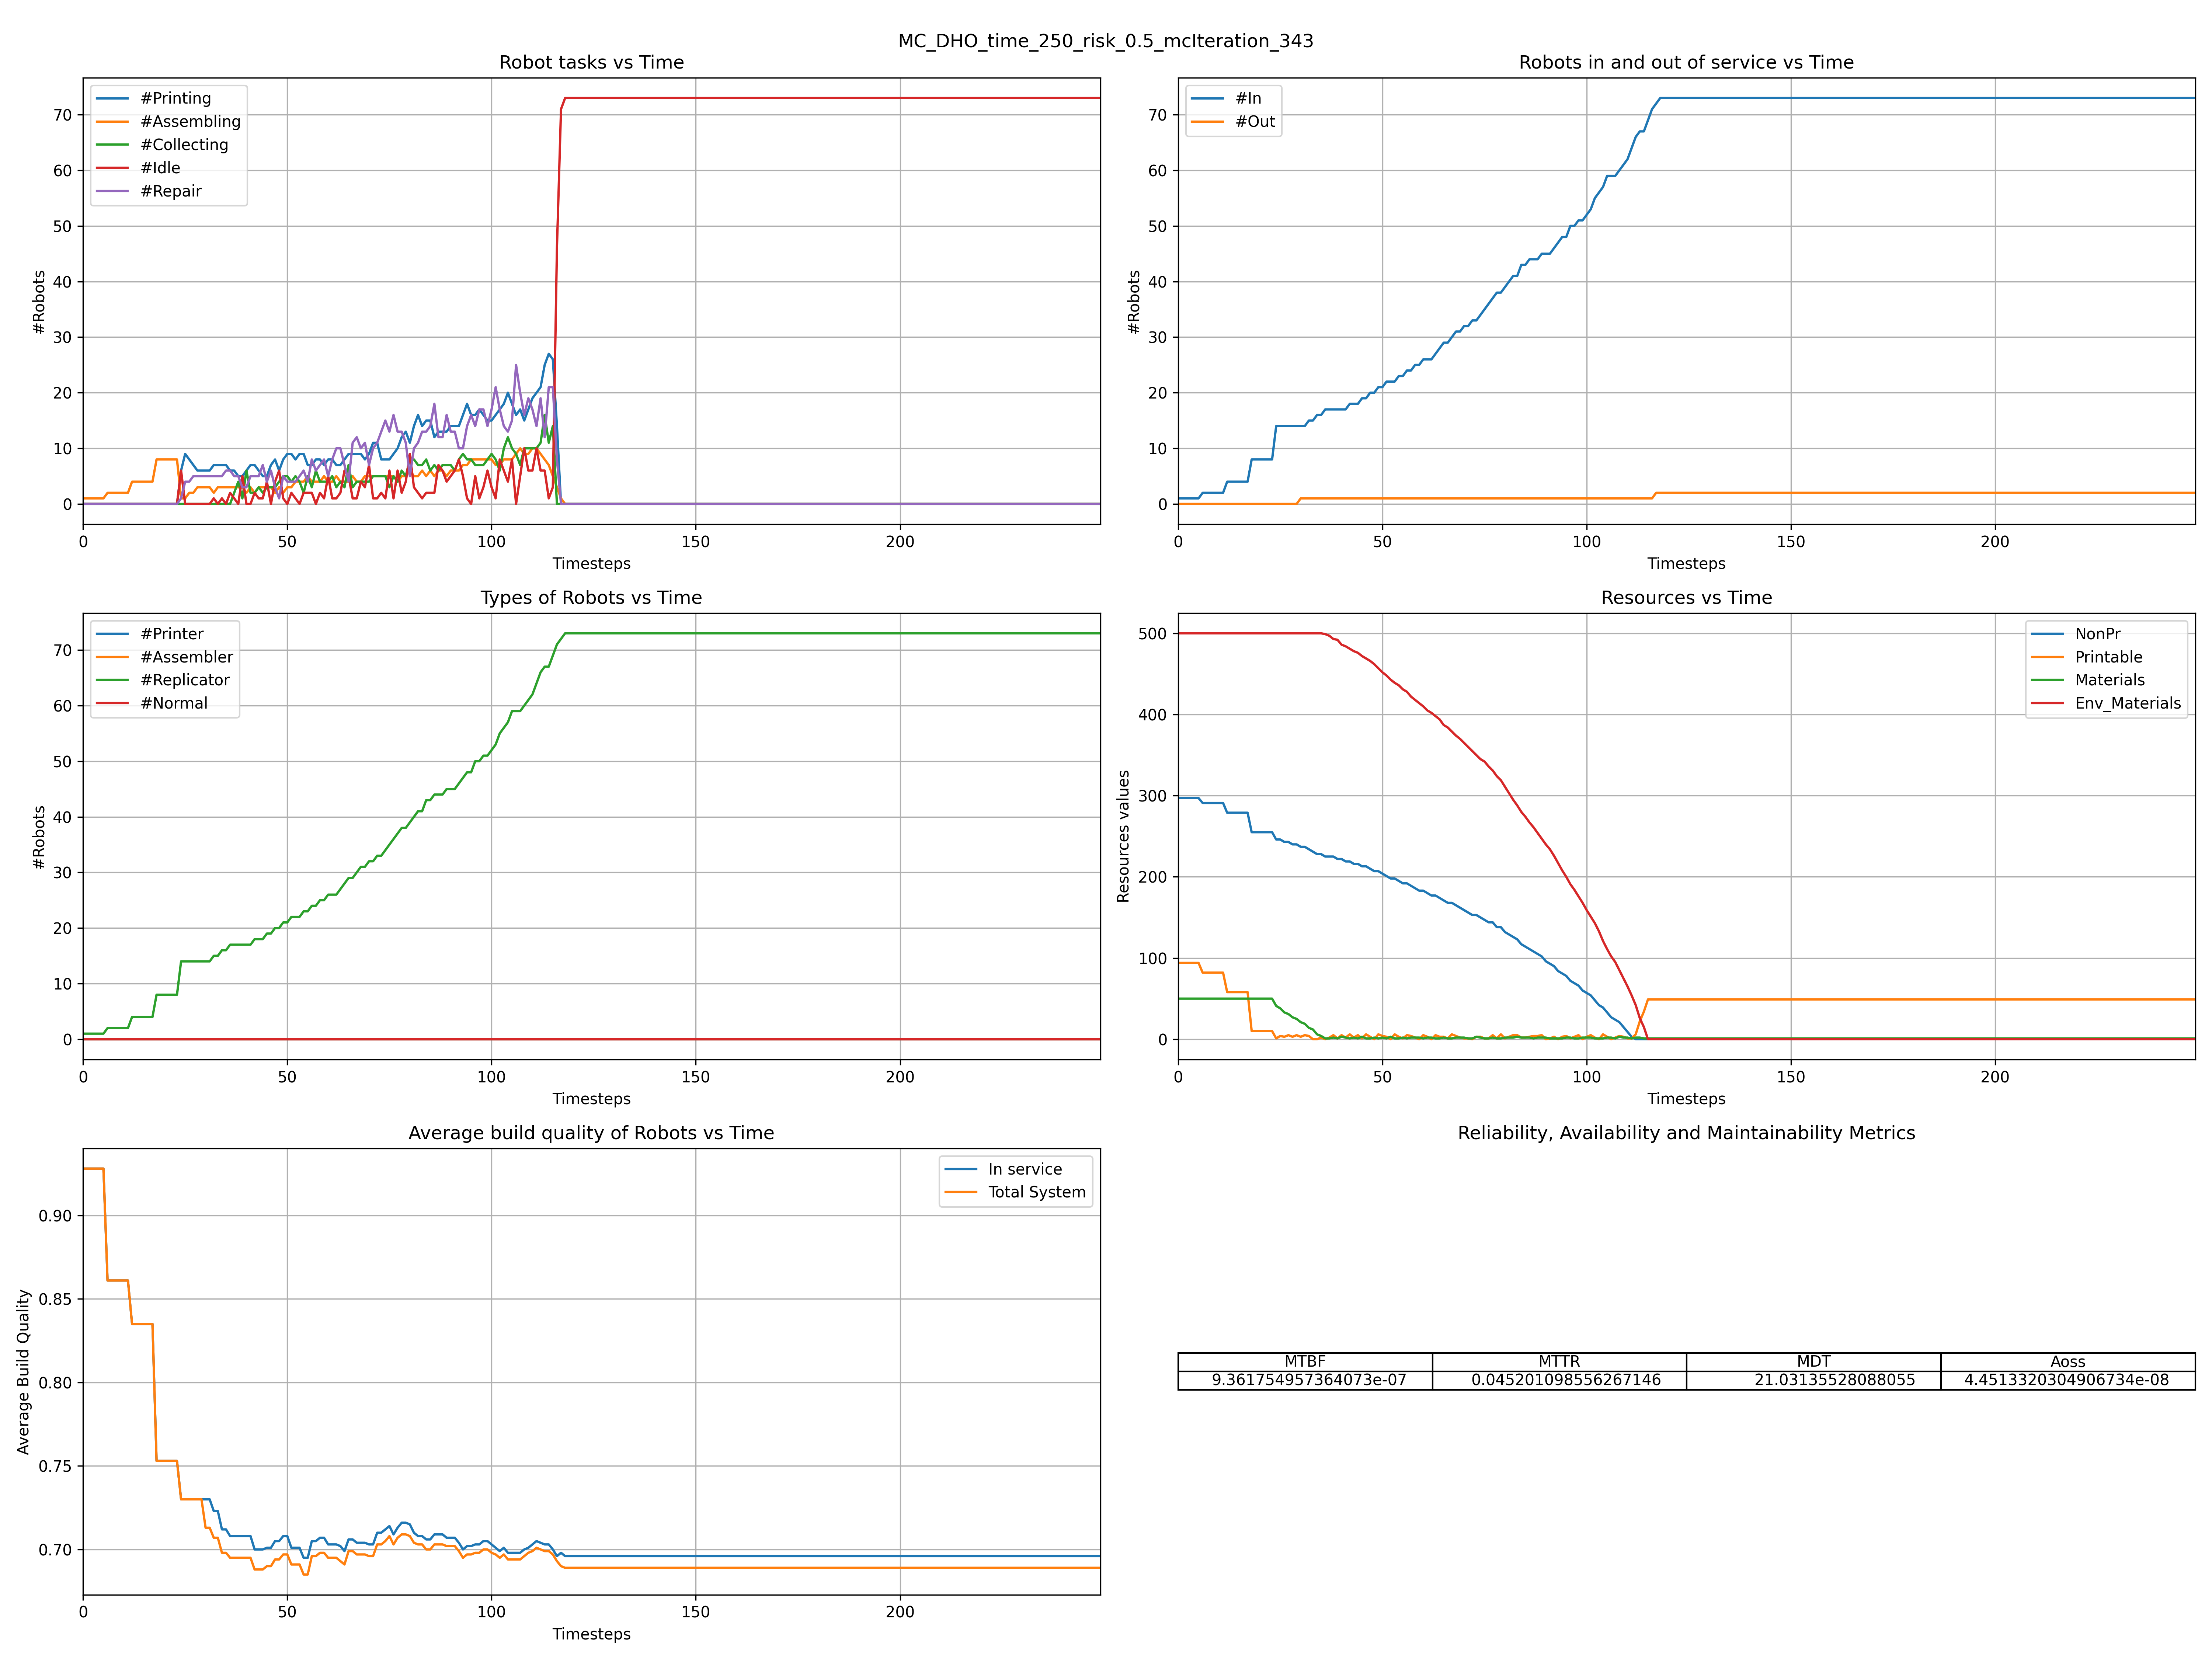 MC_DHO_time_250_risk_0.5_mcIteration_343
Robot tasks vs Time
#Printing
#Assembling
#Collecting
#Idle
#Repair
70
60
50
40
30
20
10
0
#Robots
0 50 100 150 200
Timesteps
Robots in and out of service vs Time
#In
#Out
70
60
50
40
30
20
10
0
#Robots
0 50 100 150 200
Timesteps
Types of Robots vs Time
#Printer
#Assembler
#Replicator
#Normal
70
60
50
40
30
20
10
0
#Robots
0 50 100 150 200
Timesteps
Resources vs Time
NonPr
Printable
Materials
Env_Materials
500
400
300
200
100
0
Resources values
0 50 100 150 200
Timesteps
Average build quality of Robots vs Time
In service
Total System
0.90
0.85
0.80
0.75
0.70
Average Build Quality
0 50 100 150 200
Timesteps
Reliability, Availability and Maintainability Metrics
MTBF MTTR MDT Aoss
9.361754957364073e-07 0.045201098556267146 21.03135528088055 4.4513320304906734e-08